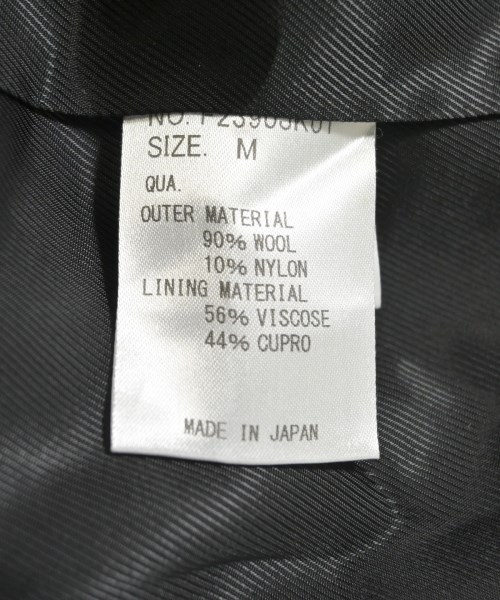 SIZE. M
QUA.
OUTER MATERIAL
90% WOOL
10% NYLON
LINING MATERIAL
56% VISCOSE
44% CUPRO
MADE IN JAPAN